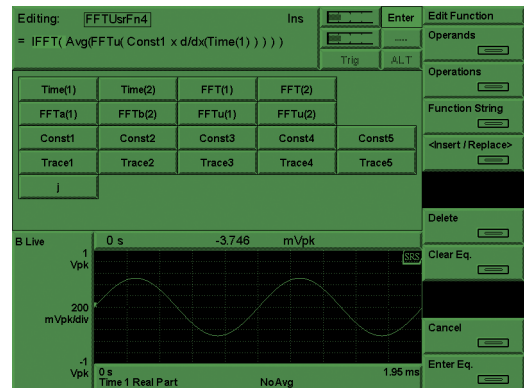 Editing: FFTUsrFn4 Ins Enter Edit Function
= IFFT( Avg(FFTu( Const1 x d/dx(Time(1) ) ) ) )
Trig ALT
Operands
Operations
Function String
<Insert / Replace>
Delete
Clear Eq.
Cancel
Enter Eq.
Time(1) Time(2) FFT(1) FFT(2)
FFTa(1) FFTb(2) FFTu(1) FFTu(2)
Const1 Const2 Const3 Const4 Const5
Trace1 Trace2 Trace3 Trace4 Trace5
j
B Live 0 s -3.746 mVpk
SRS
1
Vpk
200
mVpk/div
-1
Vpk
0 s 1.95 ms
Time 1 Real Part NoAvg